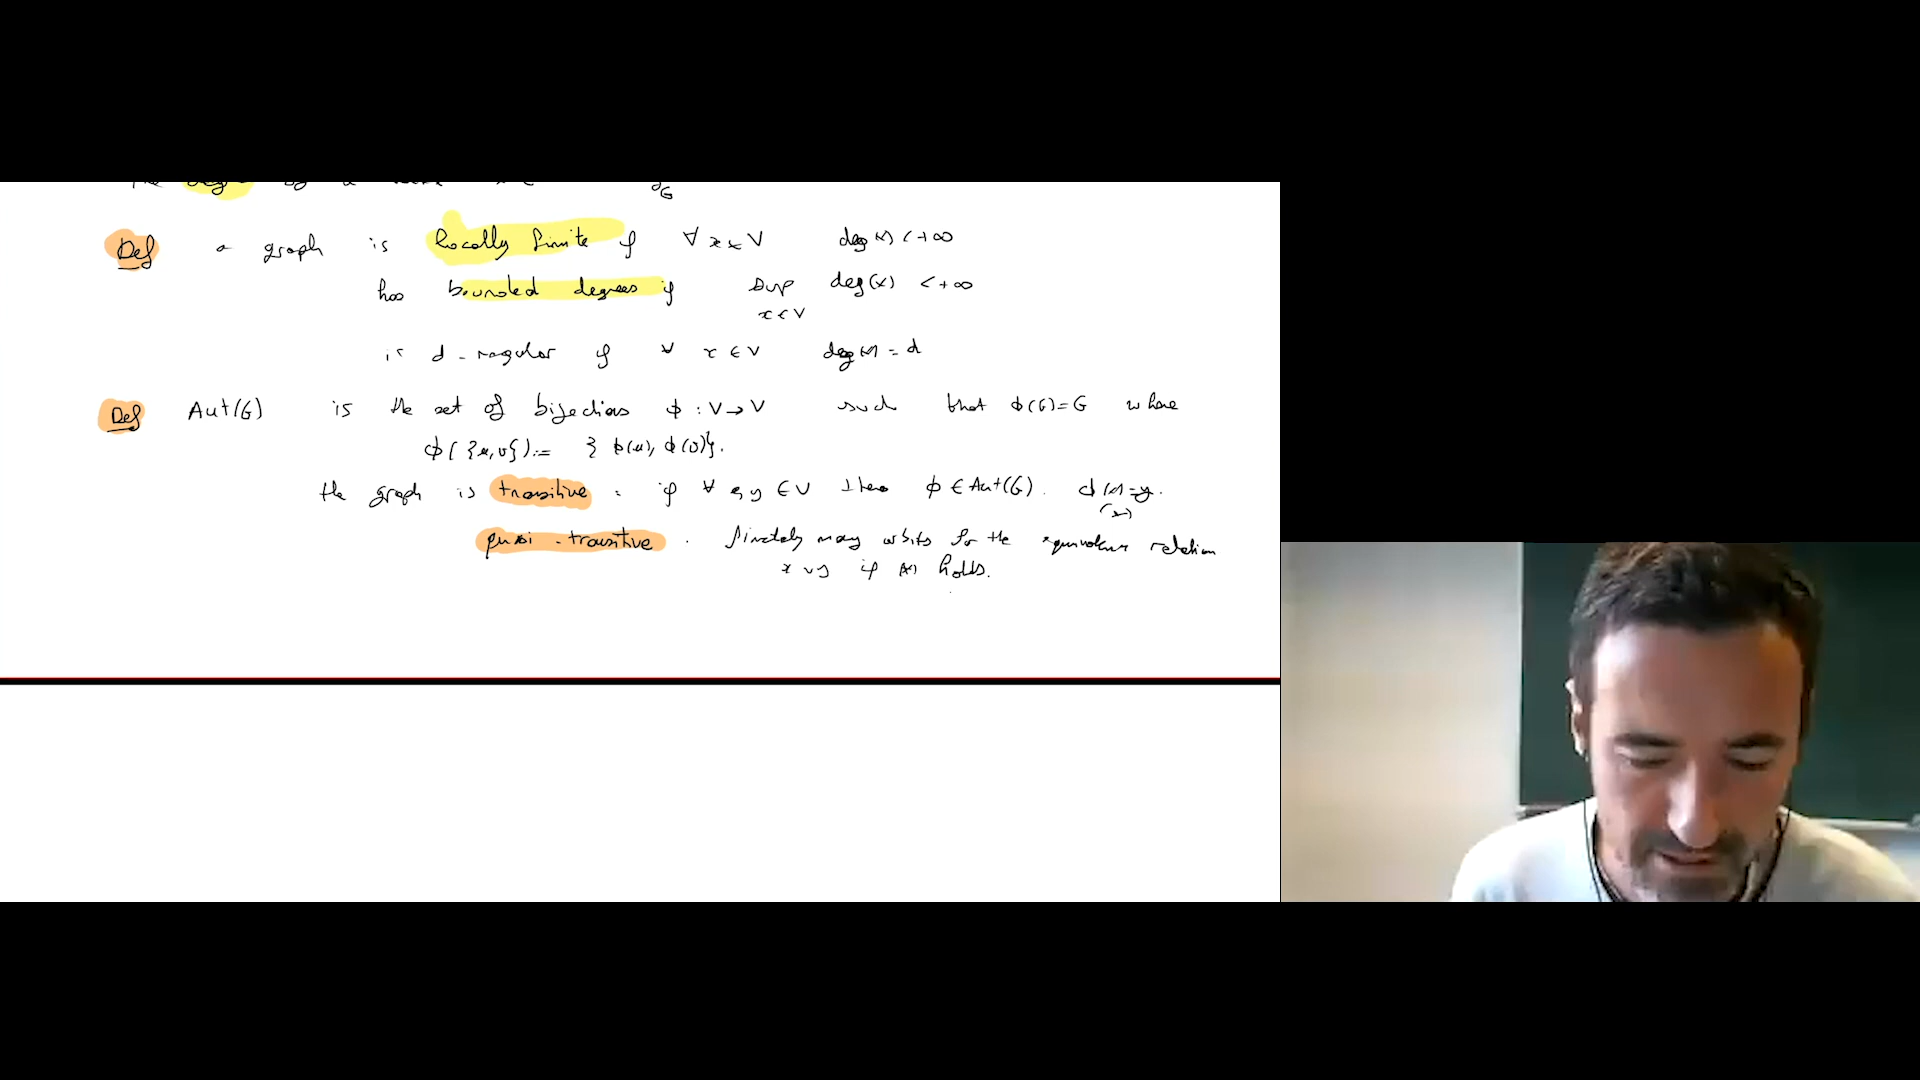 Def a graph is locally finite if ∀ x ∈ V deg(x) < +∞
has bounded degrees if sup deg(x) < +∞
x ∈ V
is d-regular if ∀ x ∈ V deg(x) = d
Def Aut(G) is the set of bijections ϕ : V → V such that ϕ(G) = G where
ϕ({u,v}) := {ϕ(u), ϕ(v)}.
the graph is transitive : if ∀ x, y ∈ V ∃ ϕ ∈ Aut(G). ϕ(x) = y.
(*)
quasi-transitive . finitely many orbits for the equivalence relation
x ~ y if (*) holds.